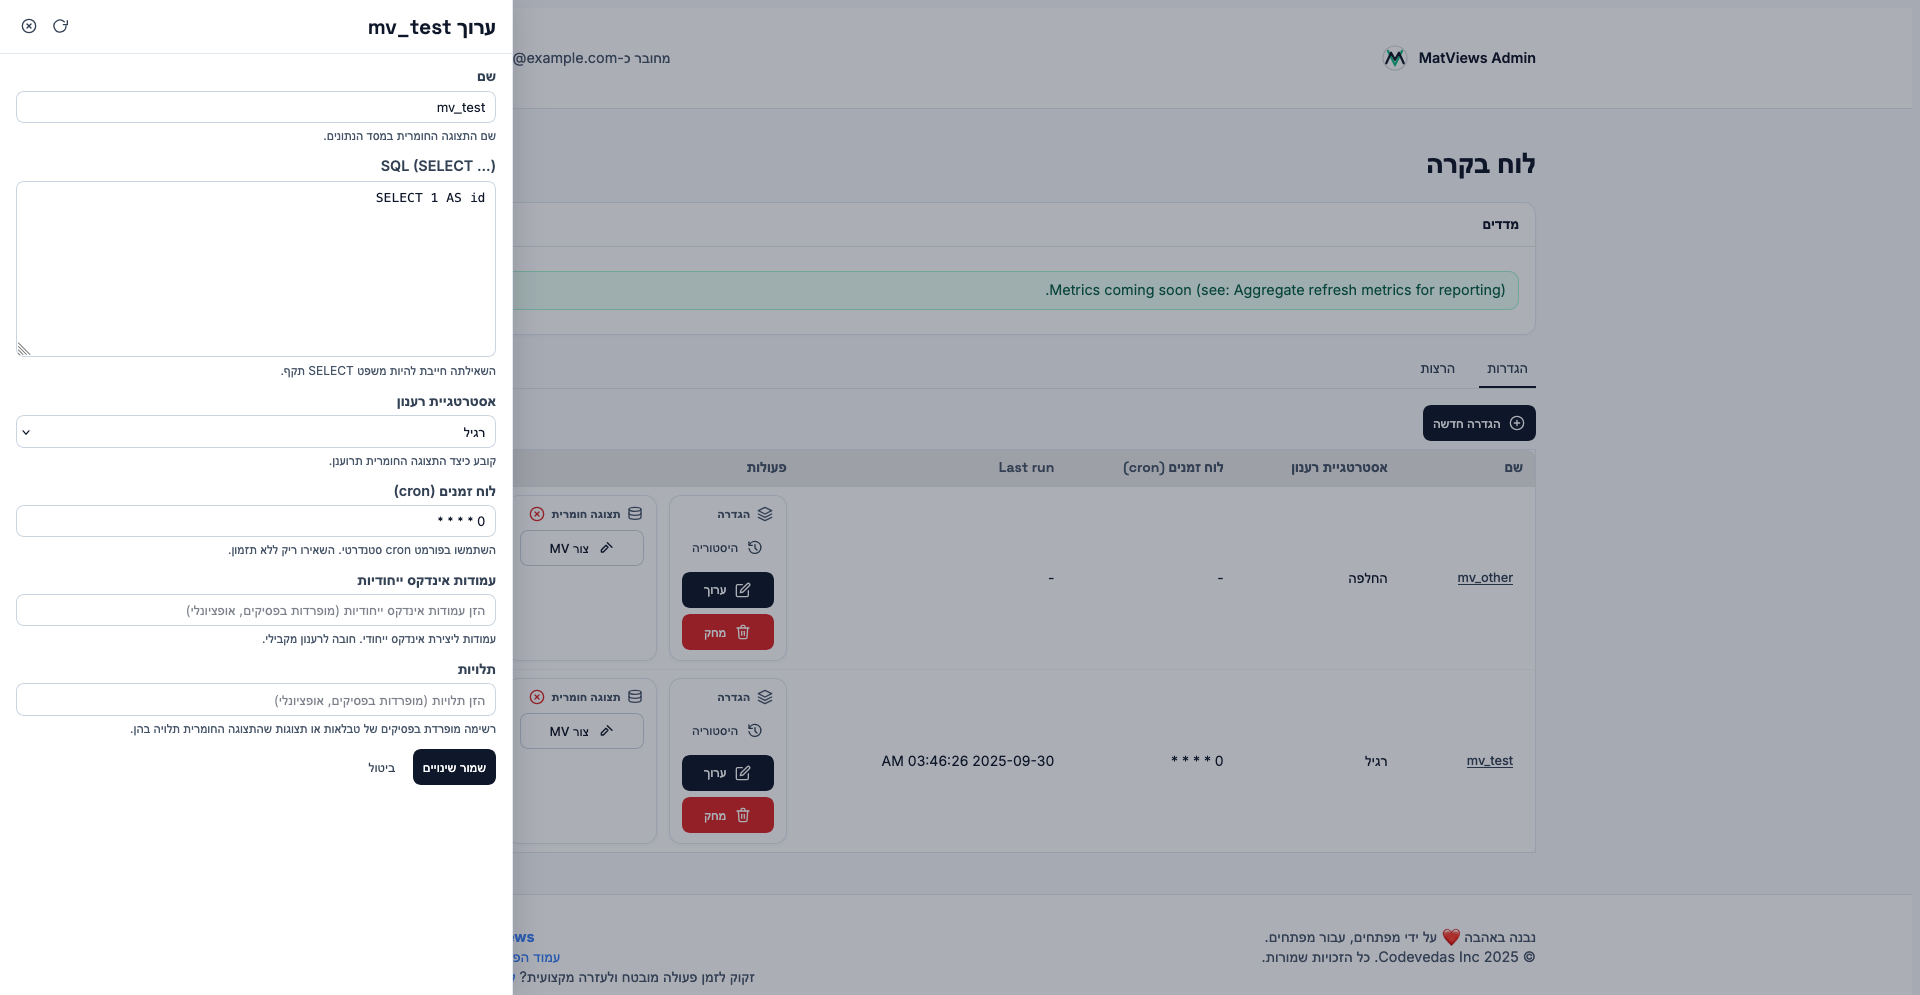 ערוך mv_test
שם
mv_test
שם התצוגה החומרית במסד הנתונים.
SQL (SELECT ...)
SELECT 1 AS id
השאילתה חייבת להיות משפט SELECT תקף.
אסטרטגיית רענון
רגיל
קובע כיצד התצוגה החומרית תרוענן.
לוח זמנים (cron)
0 * * * *
השתמשו בפורמט cron סטנדרטי. השאירו ריק ללא תזמון.
עמודות אינדקס ייחודיות
הזן עמודות אינדקס ייחודיות (מופרדות בפסיקים, אופציונלי)
עמודות ליצירת אינדקס ייחודי. חובה לרענון מקבילי.
תלויות
הזן תלויות (מופרדות בפסיקים, אופציונלי)
רשימה מופרדת בפסיקים של טבלאות או תצוגות שהתצוגה החומרית תלויה בהן.
שמור שינויים
ביטול
MatViews Admin
מחובר כ-@example.com
לוח בקרה
מדדים
Metrics coming soon (see: Aggregate refresh metrics for reporting).
הגדרות הרצות
הגדרה חדשה
שם אסטרטגיית רענון לוח זמנים (cron) Last run פעולות
mv_other החלפה - -
הגדרה
היסטוריה
ערוך
מחק
תצוגה חומרית
צור MV
mv_test רגיל 0 * * * * 2025-09-30 03:46:26 AM
הגדרה
היסטוריה
ערוך
מחק
תצוגה חומרית
צור MV
נבנה באהבה ❤️ על ידי מפתחים, עבור מפתחים.
© 2025 Codevedas Inc. כל הזכויות שמורות.
עמוד
זקוק לזמן פעולה מובטח ולעזרה מקצועית?